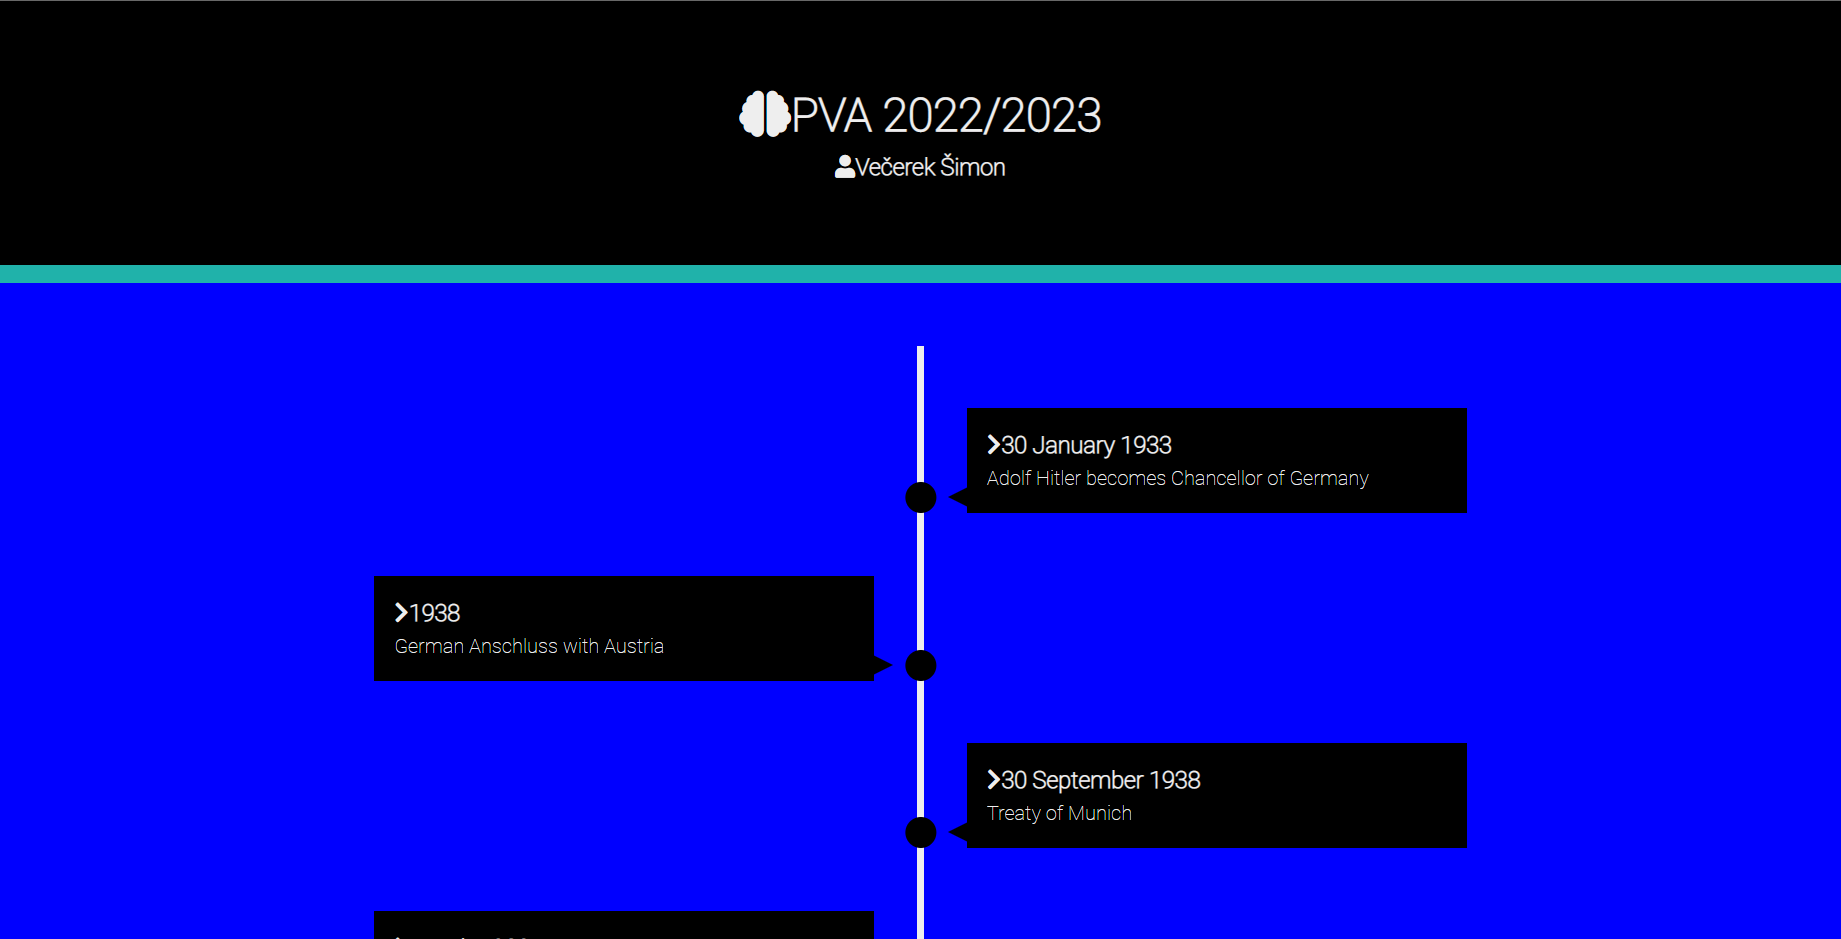 PVA 2022/2023
Večerek Šimon
30 January 1933
Adolf Hitler becomes Chancellor of Germany
1938
German Anschluss with Austria
30 September 1938
Treaty of Munich